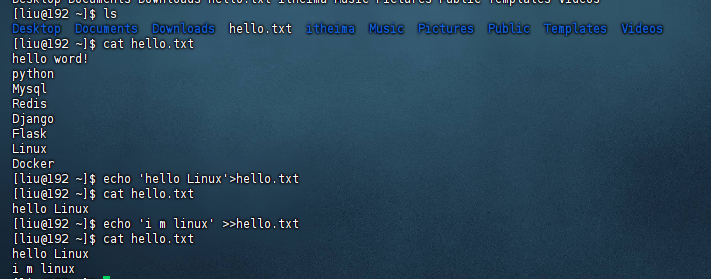 Desktop Documents Downloads hello.txt itheima Music Pictures Public Templates Videos
[liu@192 ~]$ ls
Desktop  Documents  Downloads  hello.txt  itheima  Music  Pictures  Public  Templates  Videos
[liu@192 ~]$ cat hello.txt
hello word!
python
Mysql
Redis
Django
Flask
Linux
Docker
[liu@192 ~]$ echo 'hello Linux'>hello.txt
[liu@192 ~]$ cat hello.txt
hello Linux
[liu@192 ~]$ echo 'i m linux' >>hello.txt
[liu@192 ~]$ cat hello.txt
hello Linux
i m linux